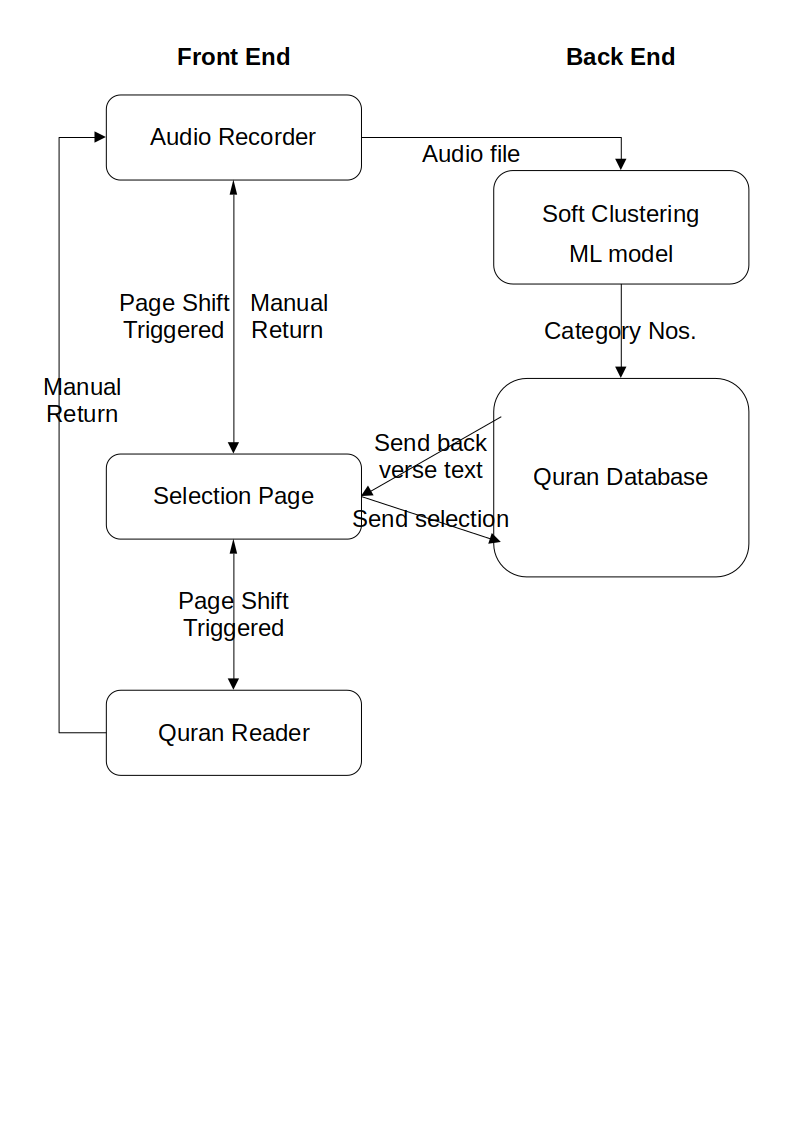 Front End
Back End
Audio Recorder
Audio file
Soft Clustering
ML model
Page Shift
Triggered
Manual
Return
Category Nos.
Manual
Return
Send back
verse text
Quran Database
Selection Page
Send selection
Page Shift
Triggered
Quran Reader